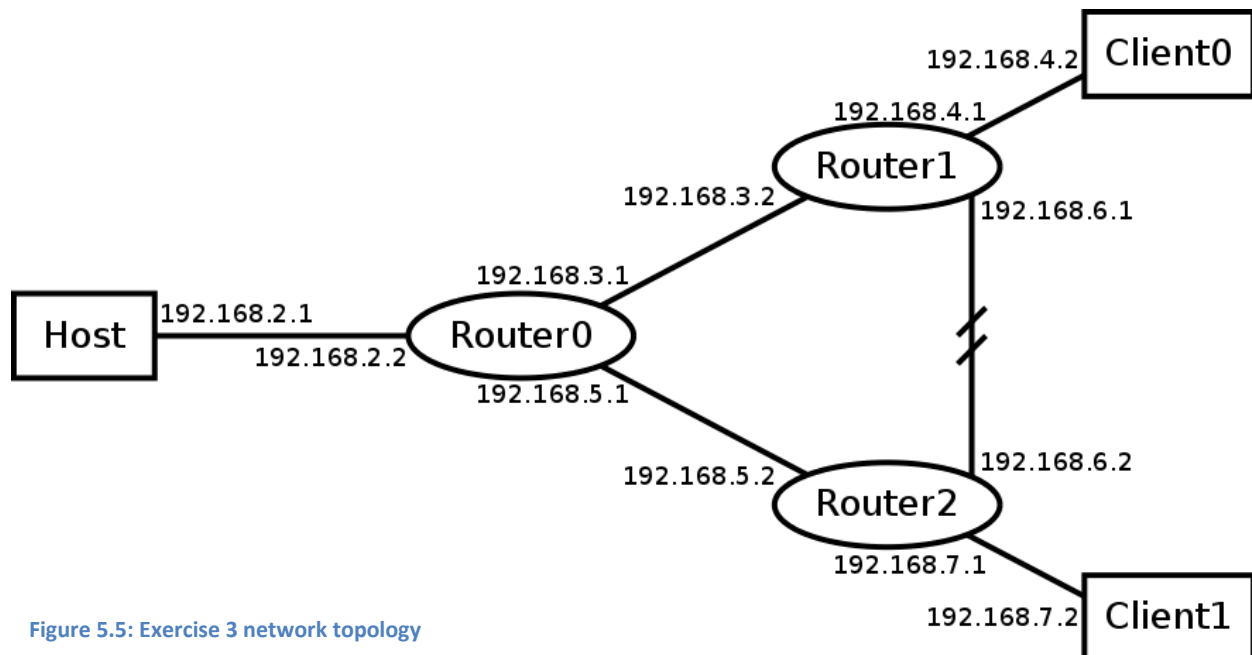 Client0
192.168.4.2
192.168.4.1
Router1
192.168.3.2
192.168.6.1
192.168.3.1
Host
192.168.2.1
Router0
192.168.2.2
192.168.5.1
192.168.5.2
192.168.6.2
Router2
192.168.7.1
192.168.7.2
Client1
Figure 5.5: Exercise 3 network topology